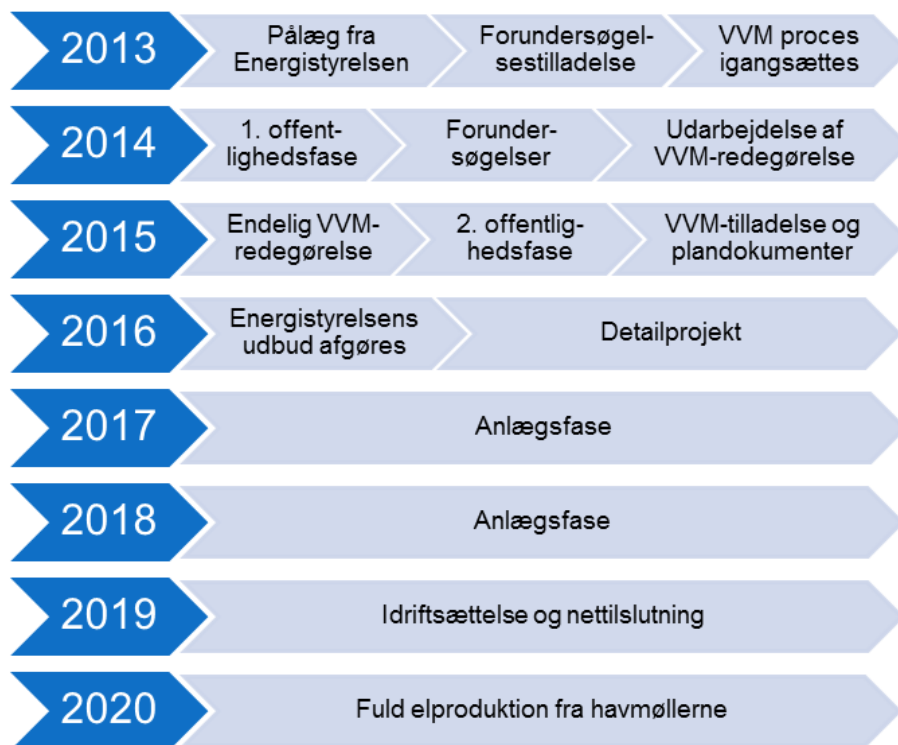 2013
Pålæg fra
Energistyrelsen
Forundersøgel-
sestilladelse
VVM proces
igangsættes
2014
1. offent-
lighedsfase
Forunder-
søgelser
Udarbejdelse af
VVM-redegørelse
2015
Endelig VVM-
redegørelse
2. offentlig-
hedsfase
VVM-tilladelse og
plandokumenter
2016
Energistyrelsens
udbud afgøres
Detailprojekt
2017
Anlægsfase
2018
Anlægsfase
2019
Idriftsættelse og nettilslutning
2020
Fuld elproduktion fra havmøllerne